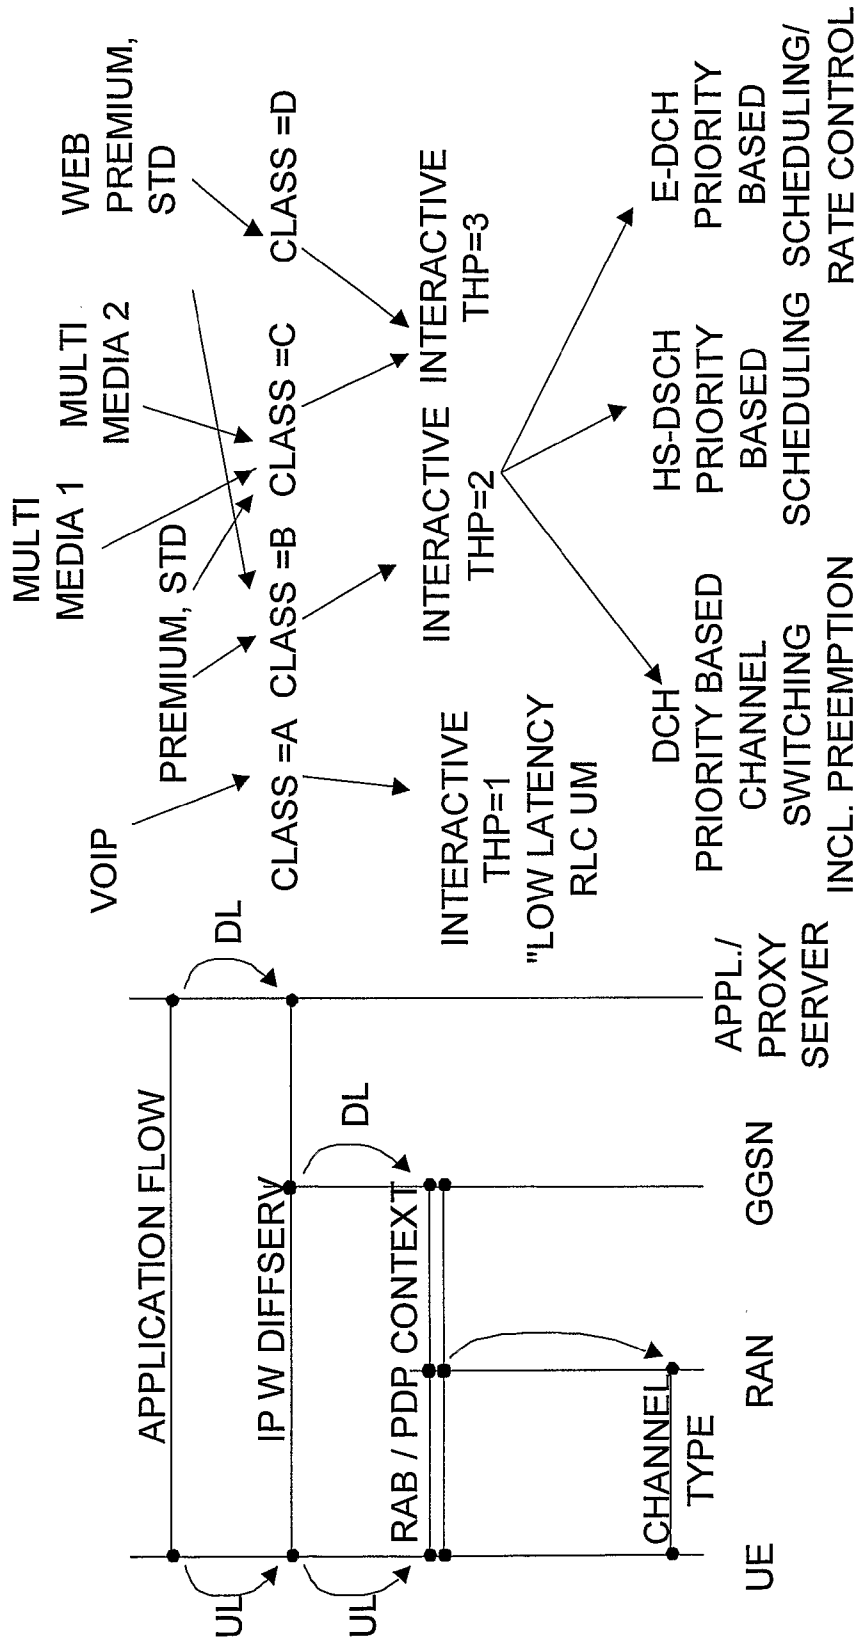 APPLICATION FLOW
UL
DL
IP W DIFFSERV
UL
DL
RAB / PDP CONTEXT
CHANNEL
TYPE
UE
RAN
GGSN
APPL./
PROXY
SERVER
VOIP
MULTI
MEDIA 1
MULTI
MEDIA 2
WEB
PREMIUM,
STD
PREMIUM, STD
CLASS =A
CLASS =B
CLASS =C
CLASS =D
INTERACTIVE
THP=1
"LOW LATENCY
RLC UM
INTERACTIVE
THP=2
INTERACTIVE
THP=3
DCH
PRIORITY BASED
CHANNEL
SWITCHING
INCL. PREEMPTION
HS-DSCH
PRIORITY
BASED
SCHEDULING
E-DCH
PRIORITY
BASED
SCHEDULING/
RATE CONTROL